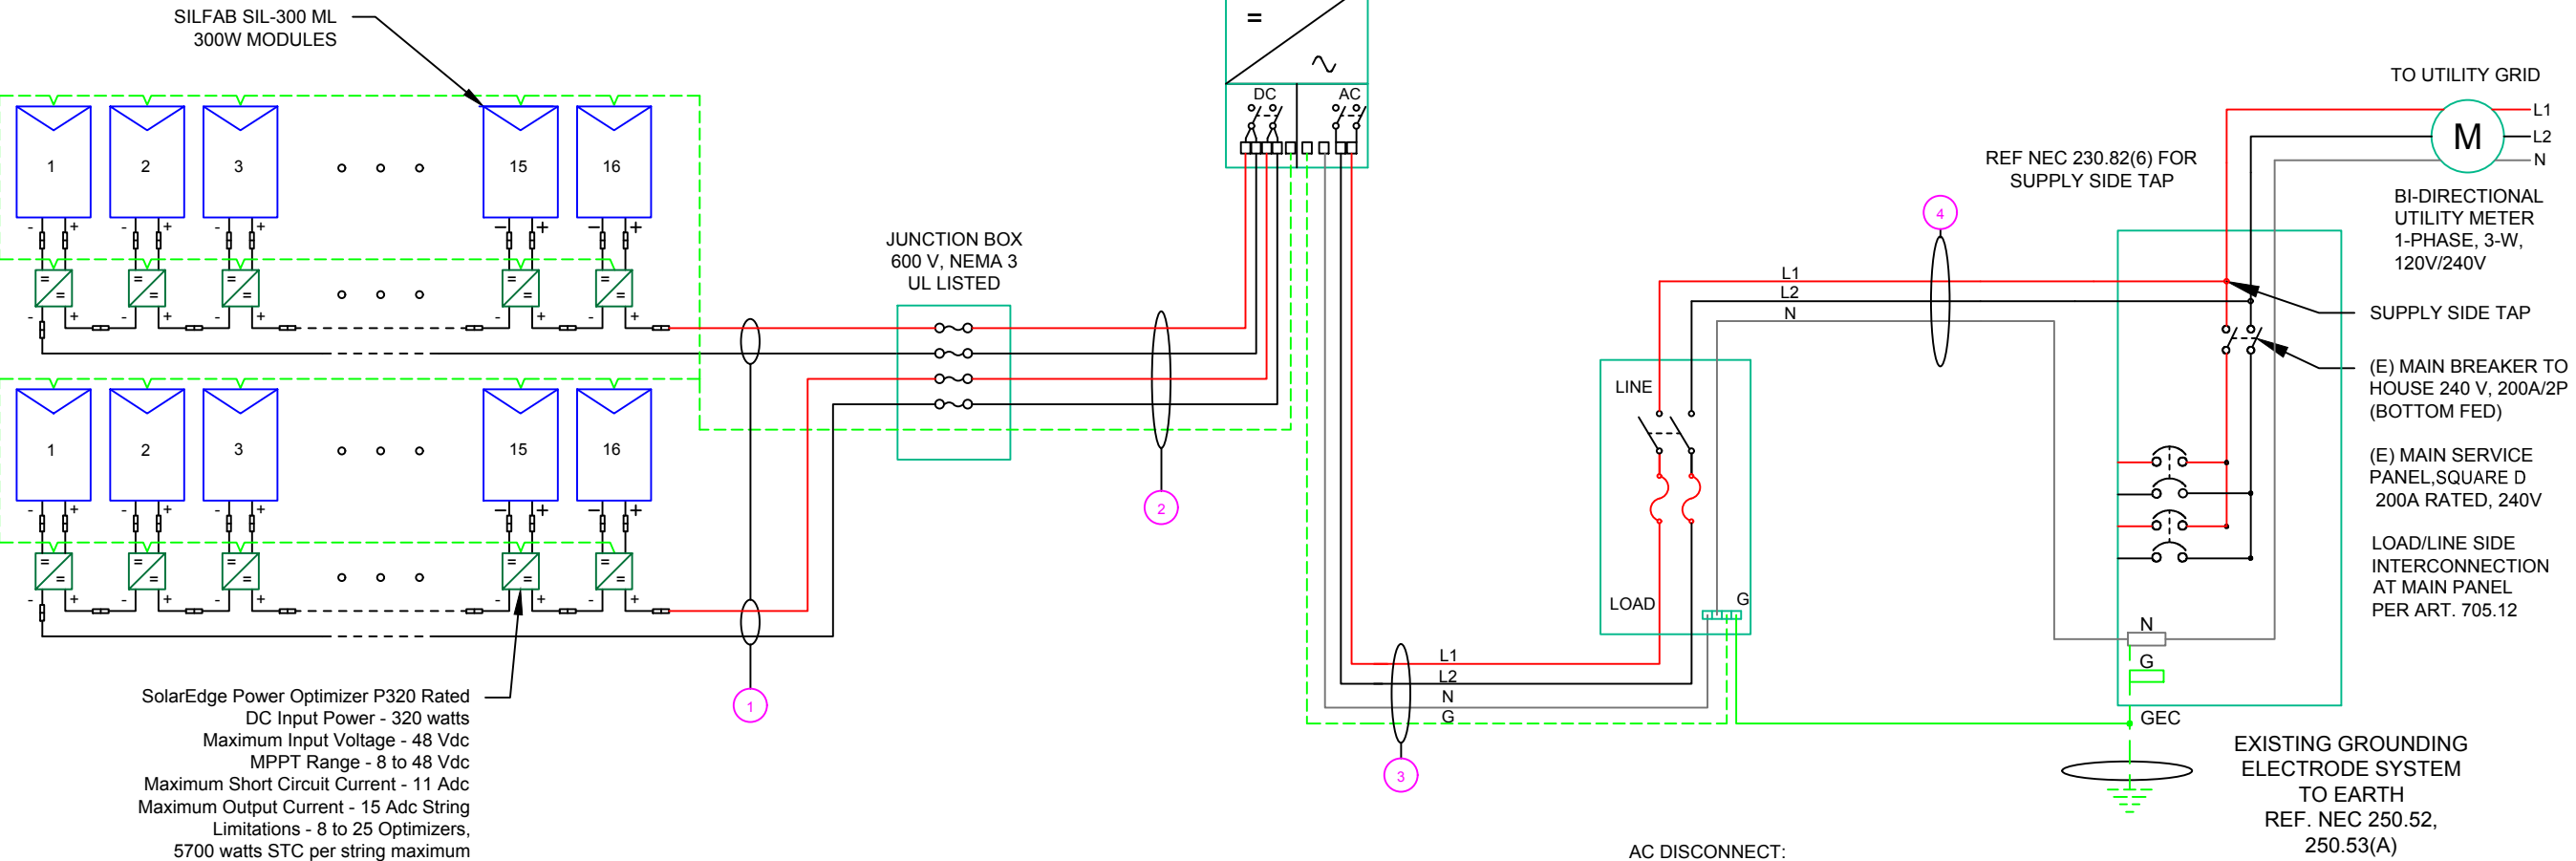 SILFAB SIL-300 ML
300W MODULES
=
DC
AC
TO UTILITY GRID
L1
L2
N
M
BI-DIRECTIONAL
UTILITY METER
1-PHASE, 3-W,
120V/240V
REF NEC 230.82(6) FOR
SUPPLY SIDE TAP
4
1
2
3
15
16
- +
- +
- +
- +
- +
= =
= =
= =
= =
= =
- +
- +
- +
- +
- +
JUNCTION BOX
600 V, NEMA 3
UL LISTED
L1
L2
N
SUPPLY SIDE TAP
(E) MAIN BREAKER TO
HOUSE 240 V, 200A/2P
(BOTTOM FED)
(E) MAIN SERVICE
PANEL,SQUARE D
200A RATED, 240V
LOAD/LINE SIDE
INTERCONNECTION
AT MAIN PANEL
PER ART. 705.12
LINE
LOAD
G
1
2
3
15
16
- +
- +
- +
- +
- +
= =
= =
= =
= =
= =
- +
- +
- +
- +
- +
2
1
L1
L2
N
G
3
N
G
GEC
EXISTING GROUNDING
ELECTRODE SYSTEM
TO EARTH
REF. NEC 250.52,
250.53(A)
SolarEdge Power Optimizer P320 Rated
DC Input Power - 320 watts
Maximum Input Voltage - 48 Vdc
MPPT Range - 8 to 48 Vdc
Maximum Short Circuit Current - 11 Adc
Maximum Output Current - 15 Adc String
Limitations - 8 to 25 Optimizers,
5700 watts STC per string maximum
AC DISCONNECT: